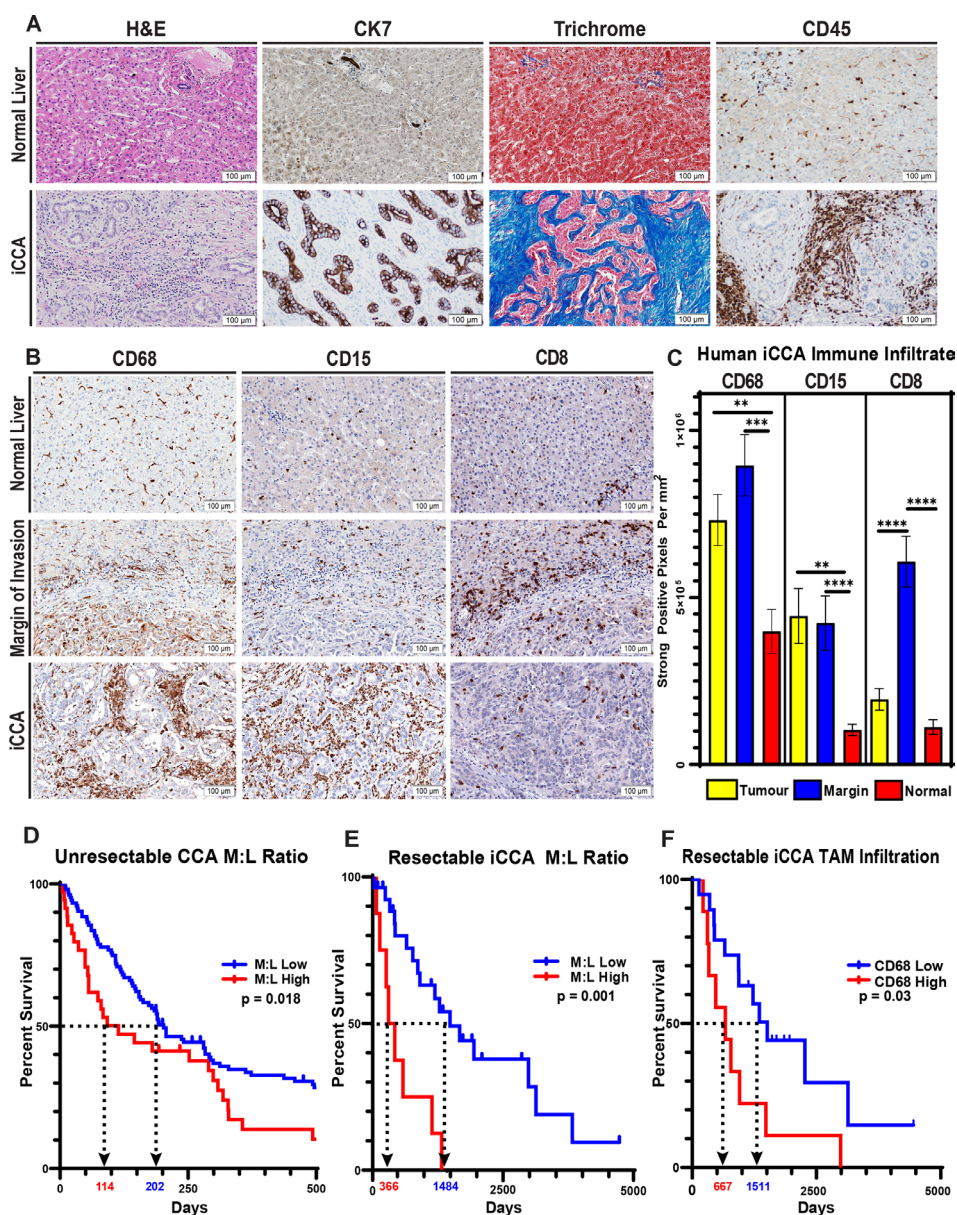 A
H&E CK7 Trichrome CD45
Normal Liver
100 µm 100 µm 100 µm 100 µm
iCCA
100 µm 100 µm 100 µm 100 µm
B
CD68 CD15 CD8
Normal Liver
100 µm 100 µm 100 µm
Margin of Invasion
100 µm 100 µm 100 µm
iCCA
100 µm 100 µm 100 µm
C Human iCCA Immune Infiltrate
CD68 CD15 CD8
Strong Positive Pixels Per mm²
1×10⁶
5×10⁵
0
** ***
** ****
**** ****
Tumour Margin Normal
D
Unresectable CCA M:L Ratio
Percent Survival
100
50
0
M:L Low
M:L High
p = 0.018
0 114 202 250 500
Days
E
Resectable iCCA M:L Ratio
Percent Survival
100
50
0
M:L Low
M:L High
p = 0.001
0 366 1484 2500 5000
Days
F
Resectable iCCA TAM Infiltration
Percent Survival
100
50
0
CD68 Low
CD68 High
p = 0.03
0 667 1511 2500 5000
Days